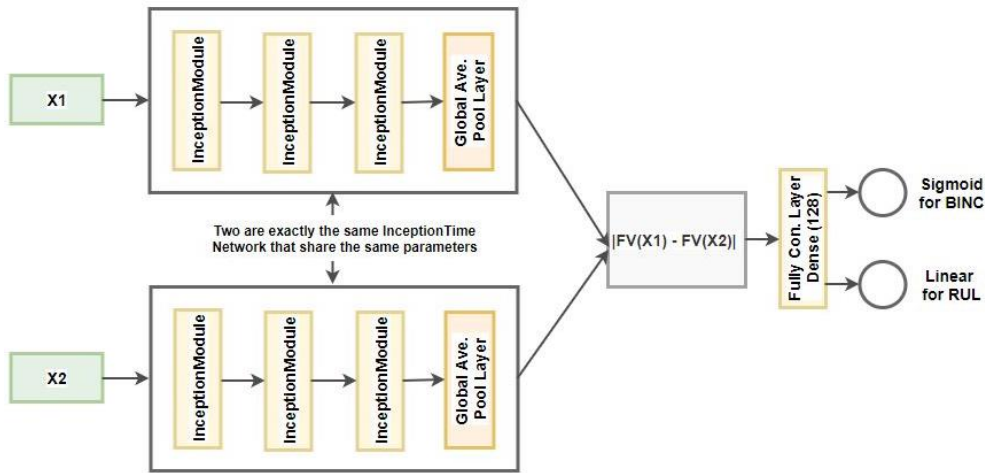 X1
InceptionModule
InceptionModule
InceptionModule
Global Ave.
Pool Layer
Two are exactly the same InceptionTime
Network that share the same parameters
X2
InceptionModule
InceptionModule
InceptionModule
Global Ave.
Pool Layer
|FV(X1) - FV(X2)|
Fully Con. Layer
Dense (128)
Sigmoid
for BINC
Linear
for RUL